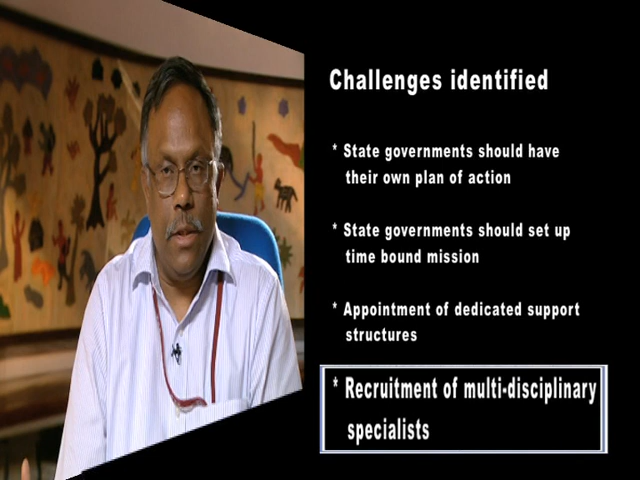 Challenges identified
* State governments should have
their own plan of action
* State governments should set up
time bound mission
* Appointment of dedicated support
structures
* Recruitment of multi-disciplinary
specialists